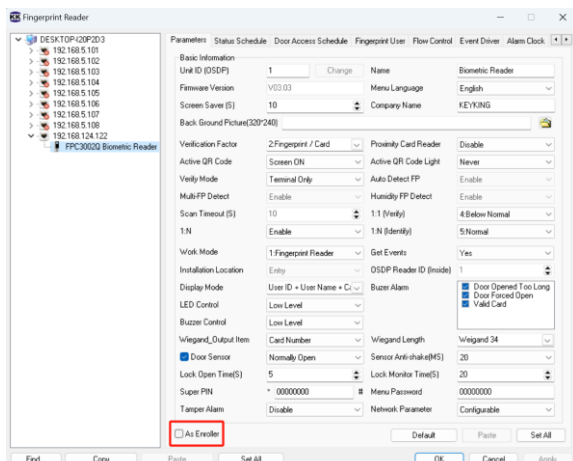 Fingerprint Reader
DESKTOP-I20P2D3
192.168.5.101
192.168.5.102
192.168.5.103
192.168.5.104
192.168.5.105
192.168.5.106
192.168.5.107
192.168.5.108
192.168.124.122
FPC3002Q Biometric Reader
Parameters Status Schedule Door Access Schedule Fingerprint User Flow Control Event Driver Alarm Clock
Basic Information
Unit ID (OSDP) 1 Change Name Biometric Reader
Firmware Version V03.03 Menu Language English
Screen Saver (S) 10 Company Name KEYKING
Back Ground Picture(320*240)
Verification Factor 2:Fingerprint / Card Proximity Card Reader Disable
Active QR Code Screen ON Active QR Code Light Never
Verify Mode Terminal Only Auto Detect FP Enable
Multi-FP Detect Enable Humidity FP Detect Enable
Scan Timeout (S) 10 1:1 (Verify) 4:Below Normal
1:N Enable 1:N (Identify) 5:Normal
Work Mode 1:Fingerprint Reader Get Events Yes
Installation Location Entry OSDP Reader ID (Inside) 1
Display Mode User ID + User Name + Ca Buzer Alarm Door Opened Too Long
Door Forced Open
LED Control Low Level Valid Card
Buzzer Control Low Level
Wiegand_Output Item Card Number Wiegand Length Weigand 34
Door Sensor Normally Open Sensor Anti-shake(MS) 20
Lock Open Time(S) 5 Lock Monitor Time(S) 20
Super PIN * 00000000 # Menu Password 00000000
Tamper Alarm Disable Network Parameter Configurable
As Enroller Default Paste Set All
Find Copy Paste Set All OK Cancel Apply